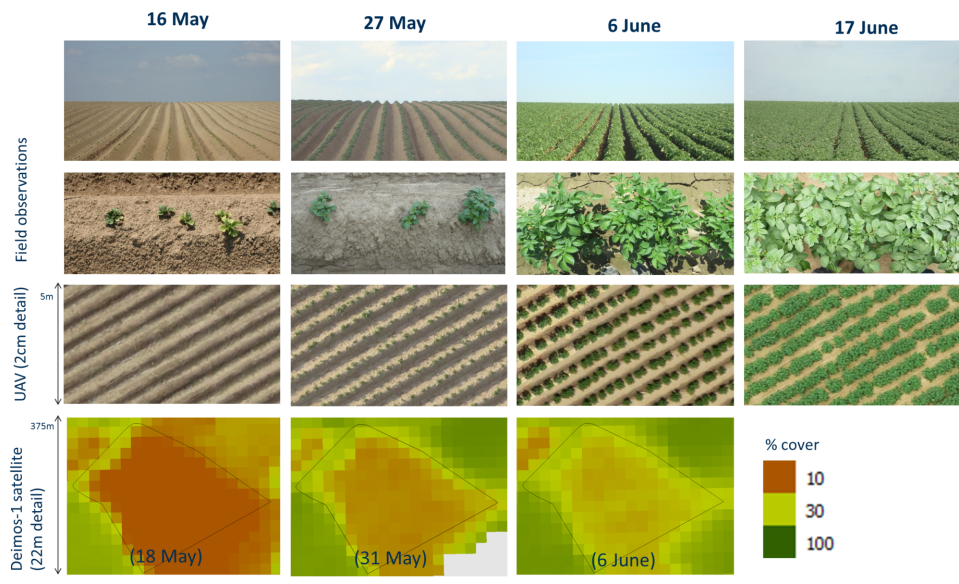 16 May
27 May
6 June
17 June
Field observations
5m
UAV (2cm detail)
375m
Deimos-1 satellite
(22m detail)
(18 May)
(31 May)
(6 June)
% cover
10
30
100